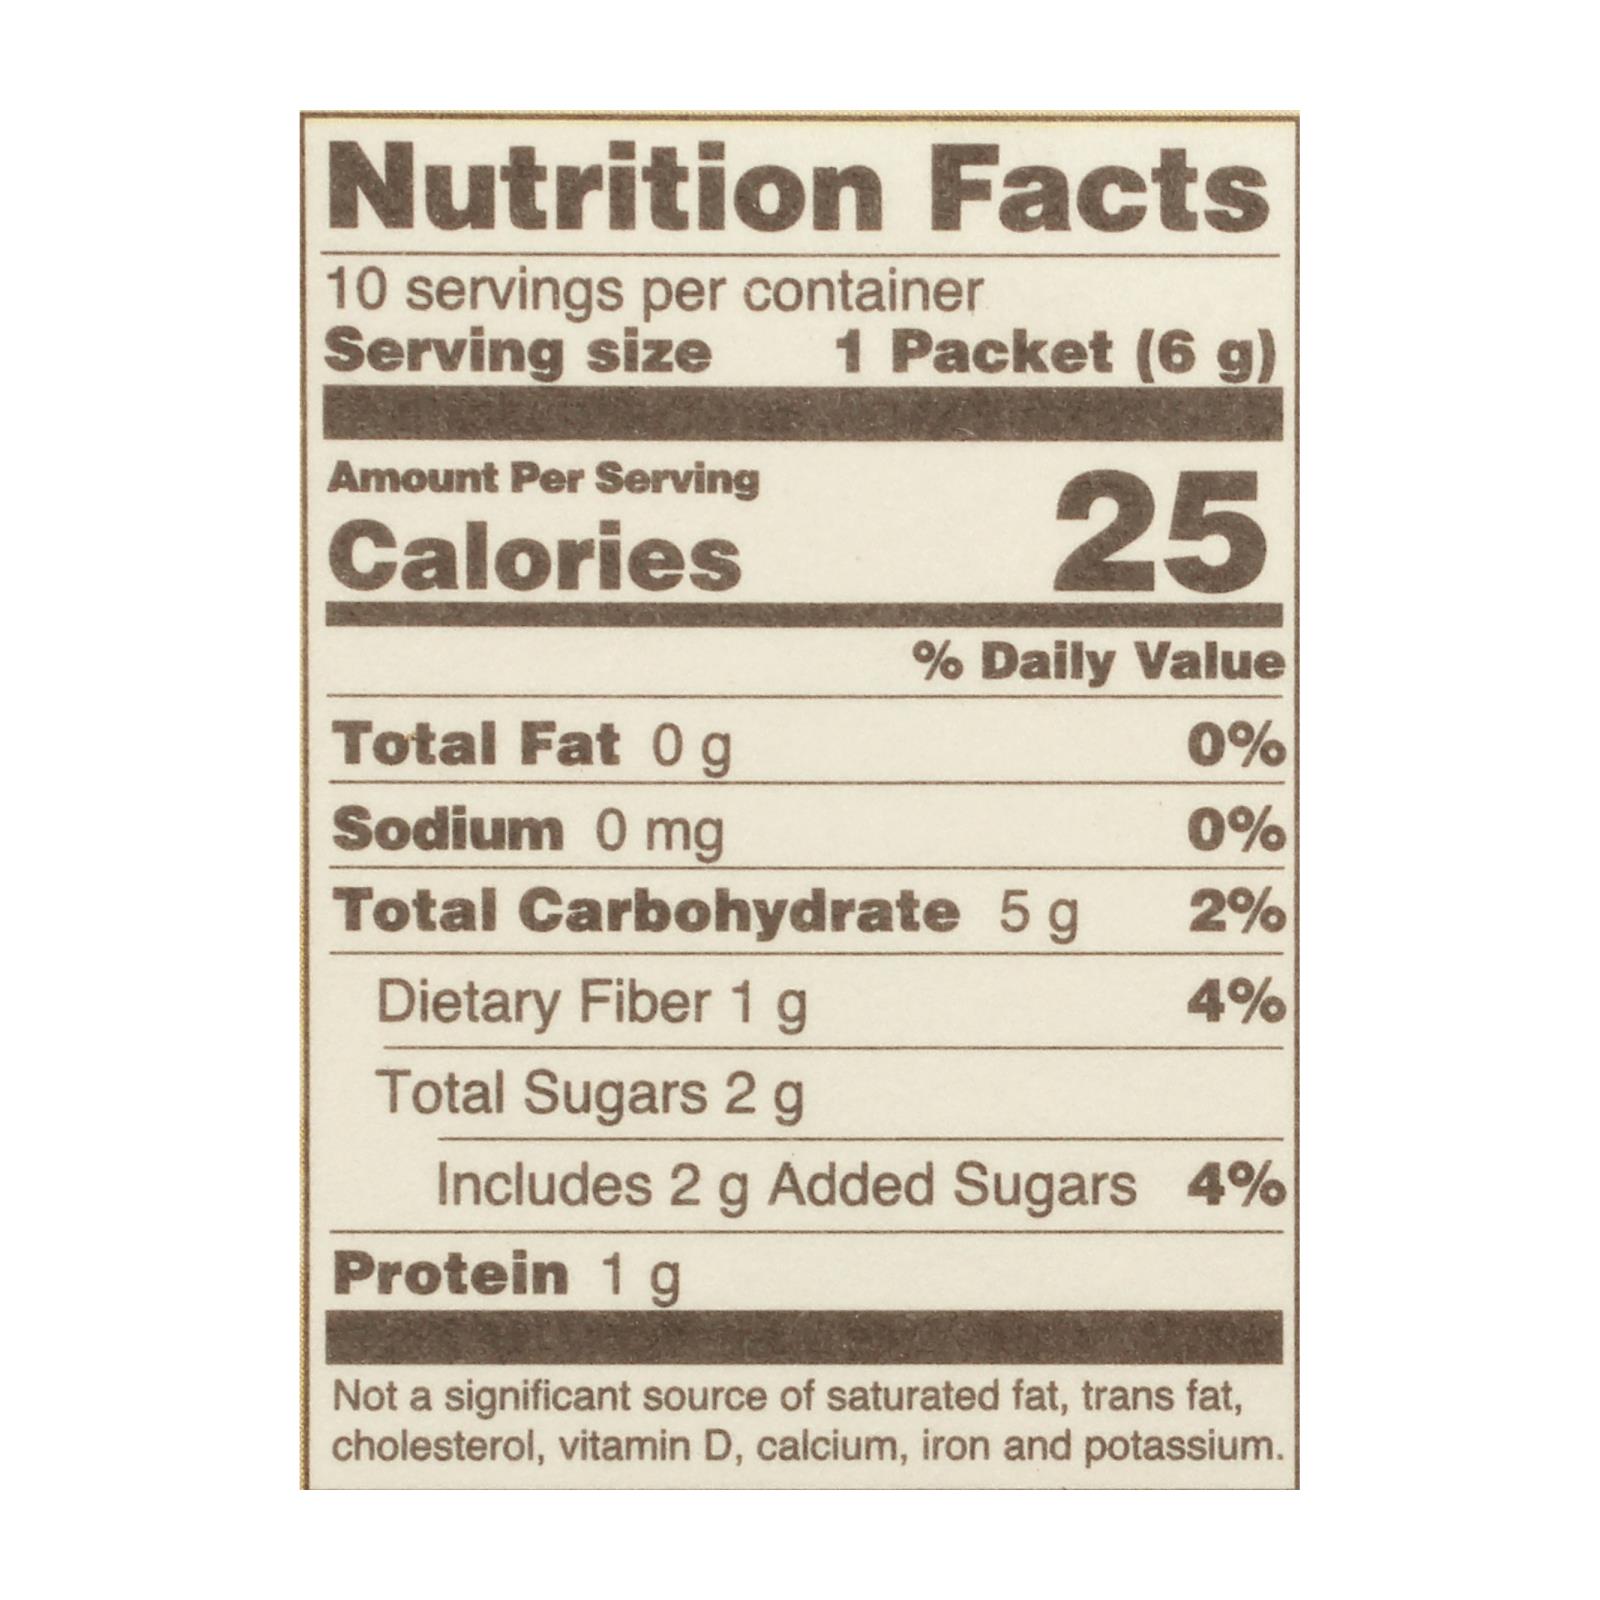 Nutrition Facts
10 servings per container
Serving size 1 Packet (6 g)
Amount Per Serving
Calories 25
% Daily Value
Total Fat 0 g 0%
Sodium 0 mg 0%
Total Carbohydrate 5 g 2%
Dietary Fiber 1 g 4%
Total Sugars 2 g
Includes 2 g Added Sugars 4%
Protein 1 g
Not a significant source of saturated fat, trans fat,
cholesterol, vitamin D, calcium, iron and potassium.